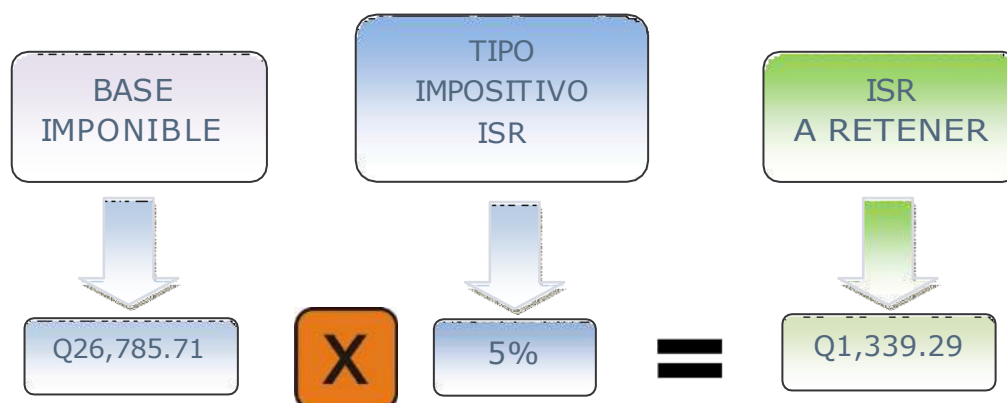 BASE
IMPONIBLE
TIPO
IMPOSITIVO
ISR
ISR
A RETENER
Q26,785.71
X
5%
=
Q1,339.29